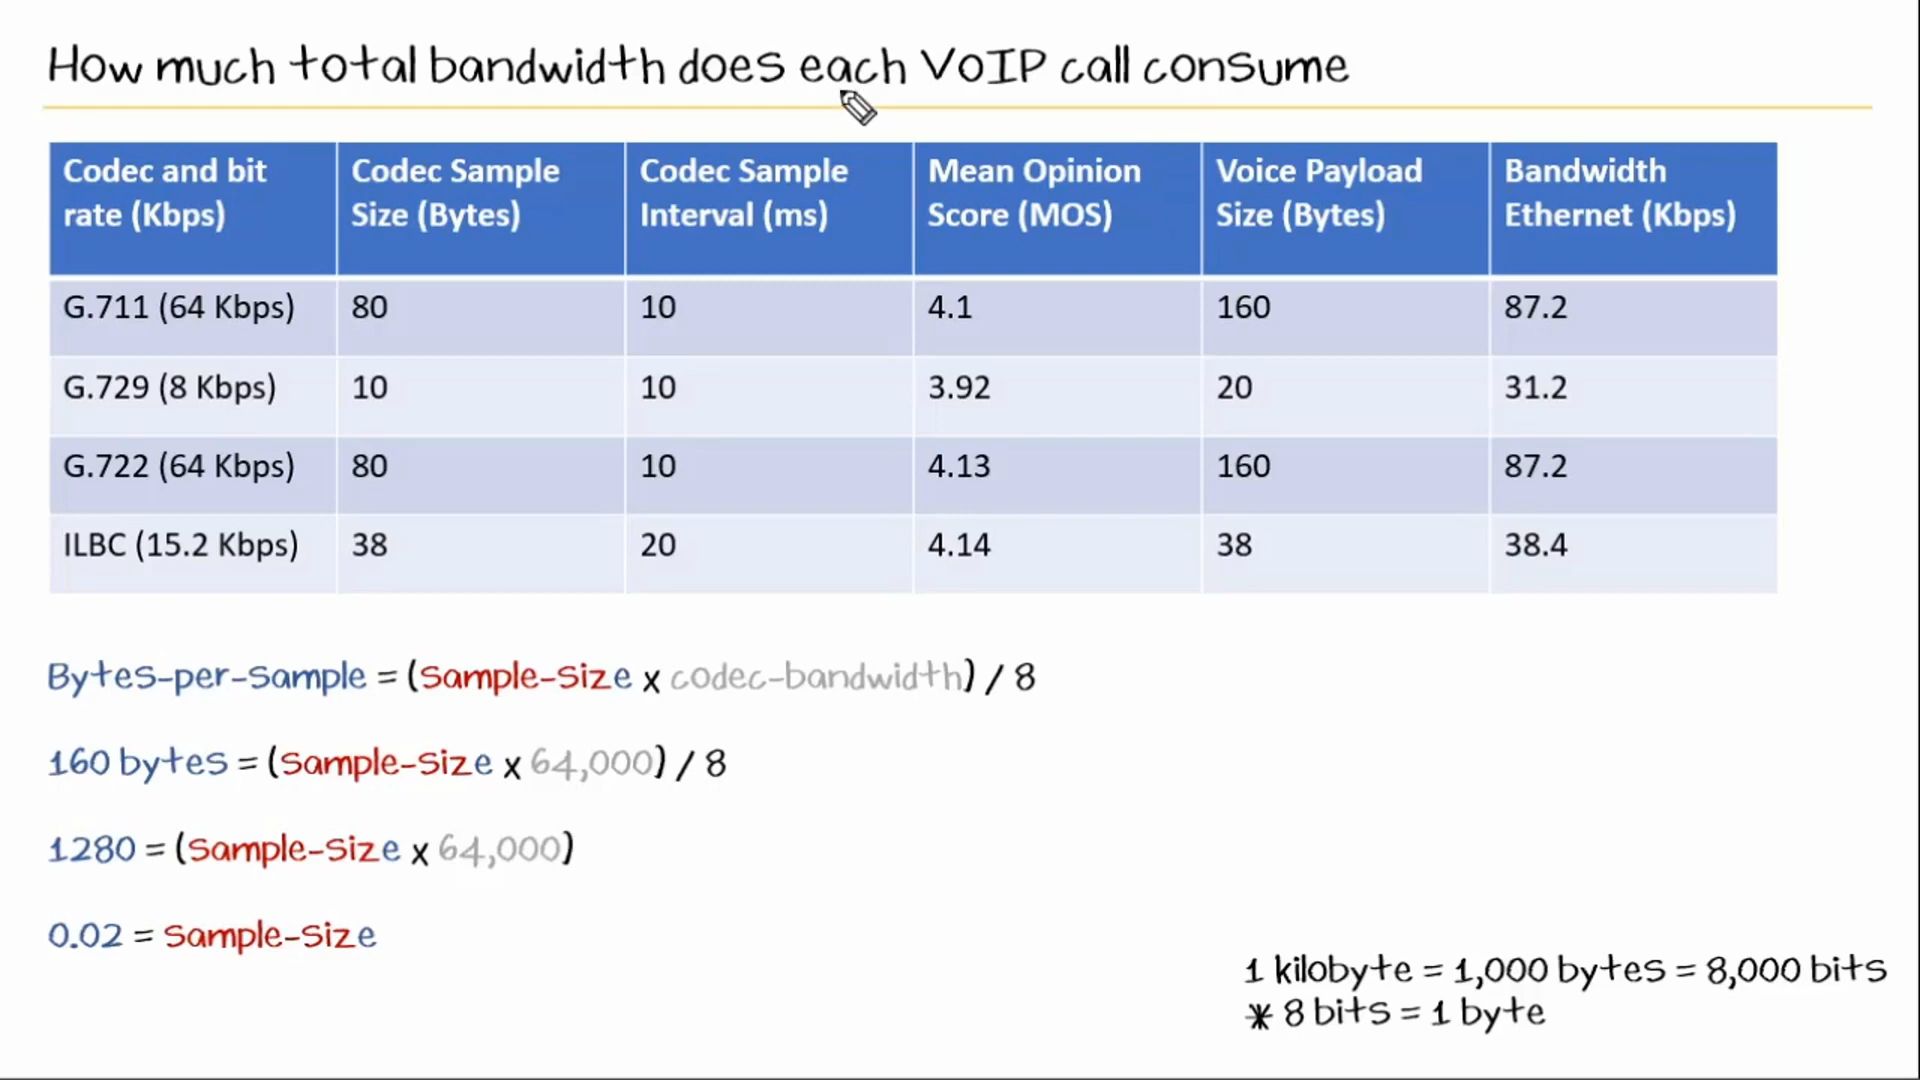 How much total bandwidth does each VoIP call consume
Codec and bit rate (Kbps) Codec Sample Size (Bytes) Codec Sample Interval (ms) Mean Opinion Score (MOS) Voice Payload Size (Bytes) Bandwidth Ethernet (Kbps)
G.711 (64 Kbps) 80 10 4.1 160 87.2
G.729 (8 Kbps) 10 10 3.92 20 31.2
G.722 (64 Kbps) 80 10 4.13 160 87.2
ILBC (15.2 Kbps) 38 20 4.14 38 38.4
Bytes-per-sample = (sample-size x codec-bandwidth) / 8
160 bytes = (sample-size x 64,000) / 8
1280 = (sample-size x 64,000)
0.02 = sample-size
1 kilobyte = 1,000 bytes = 8,000 bits
* 8 bits = 1 byte